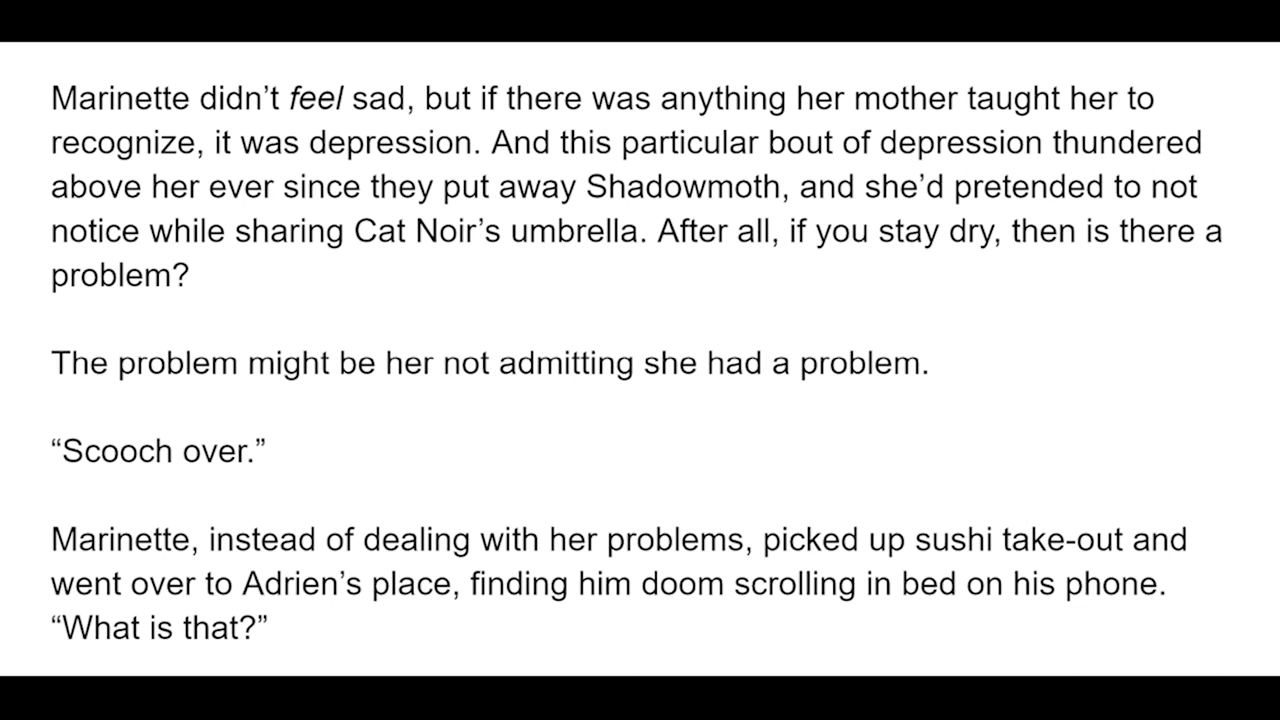 Marinette didn’t feel sad, but if there was anything her mother taught her to
recognize, it was depression. And this particular bout of depression thundered
above her ever since they put away Shadowmoth, and she’d pretended to not
notice while sharing Cat Noir’s umbrella. After all, if you stay dry, then is there a
problem?
The problem might be her not admitting she had a problem.
“Scooch over.”
Marinette, instead of dealing with her problems, picked up sushi take-out and
went over to Adrien’s place, finding him doom scrolling in bed on his phone.
“What is that?”